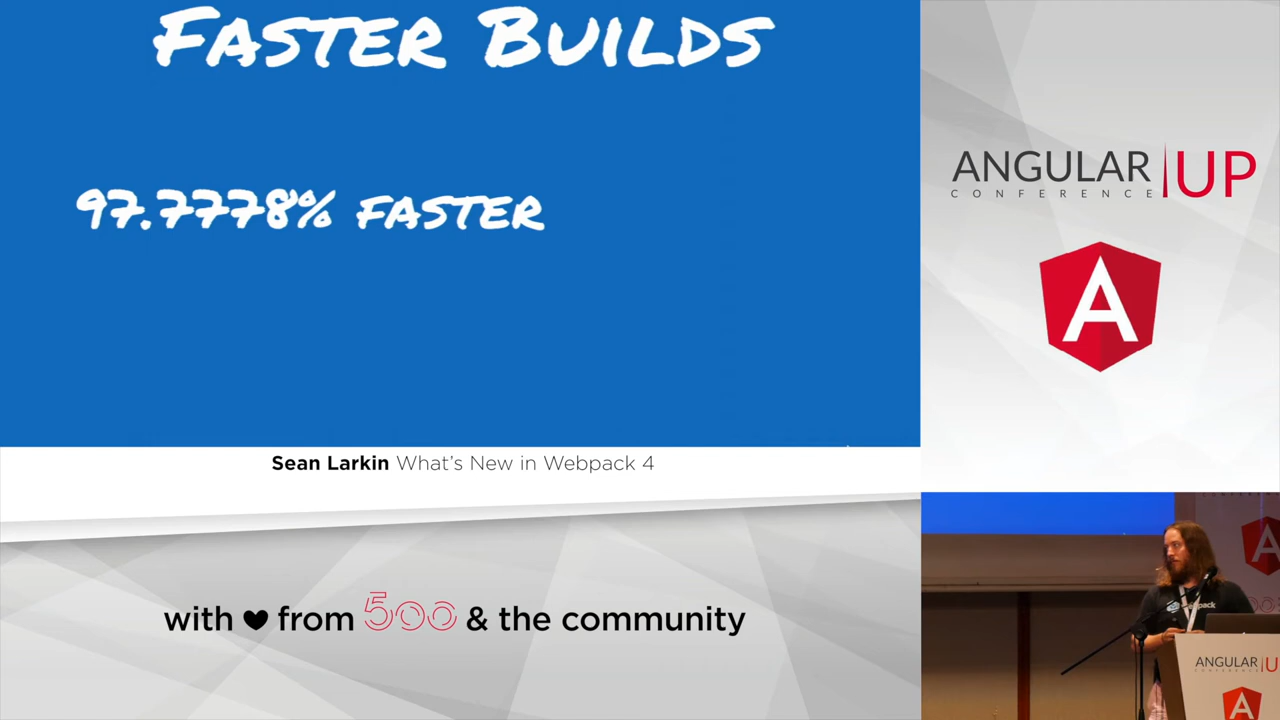 FASTER BUILDS
97.7778% FASTER
Sean Larkin What's New in Webpack 4
with ♥ from 500 & the community
ANGULAR UP
CONFERENCE
ANGULAR U
CONFERENCE